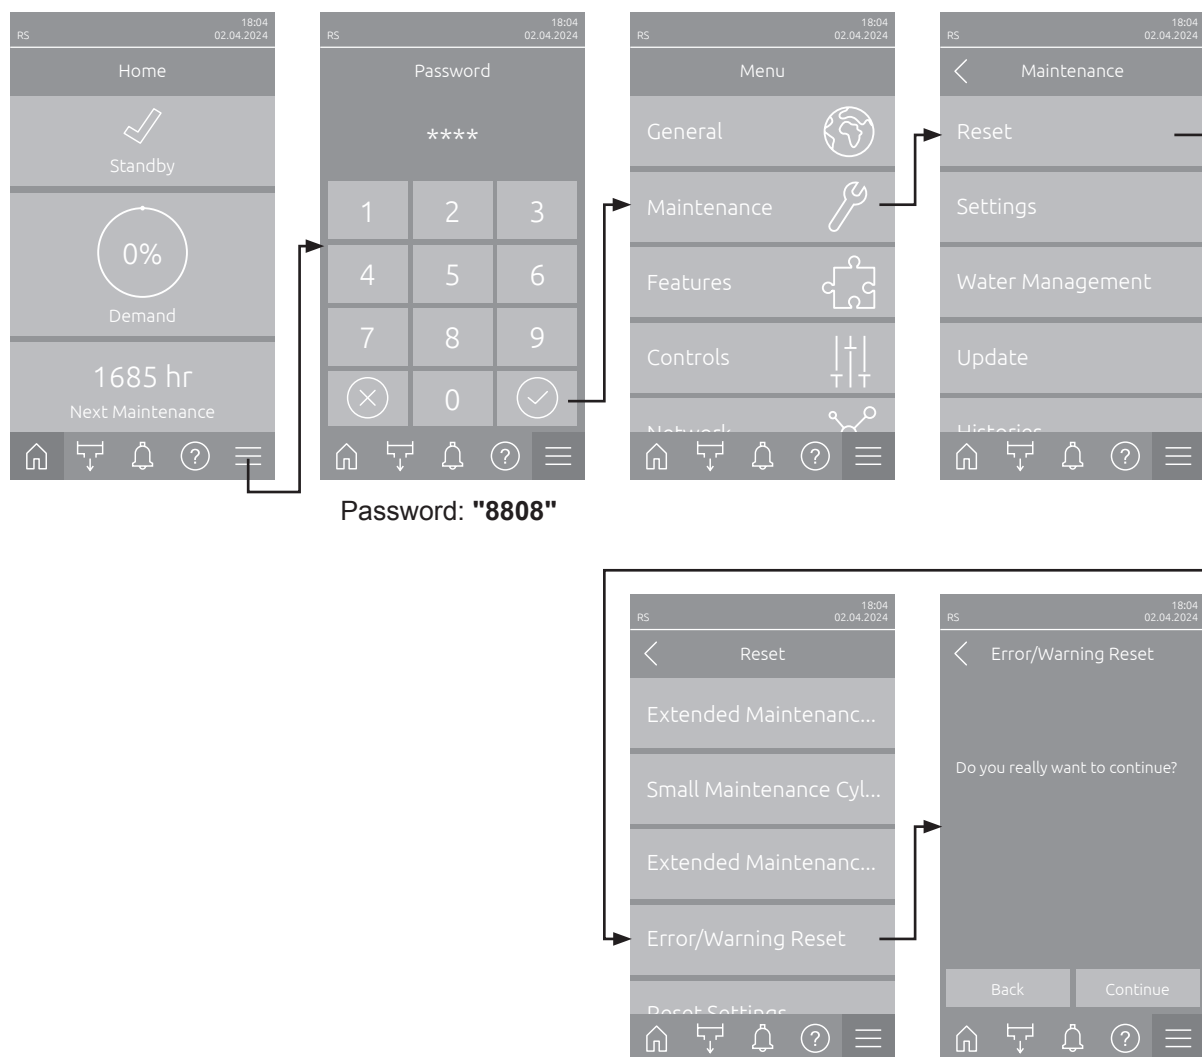 18:04
RS 02.04.2024
Home
Standby
0%
Demand
1685 hr
Next Maintenance
?
18:04
RS 02.04.2024
Password
****
1 2 3
4 5 6
7 8 9
0
?
Password: "8808"
18:04
RS 02.04.2024
Menu
General
Maintenance
Features
Controls
Network
?
18:04
RS 02.04.2024
Maintenance
Reset
Settings
Water Management
Update
Histories
?
18:04
RS 02.04.2024
Reset
Extended Maintenanc...
Small Maintenance Cyl...
Extended Maintenanc...
Error/Warning Reset
Reset Settings
?
18:04
RS 02.04.2024
Error/Warning Reset
Do you really want to continue?
Back Continue
?